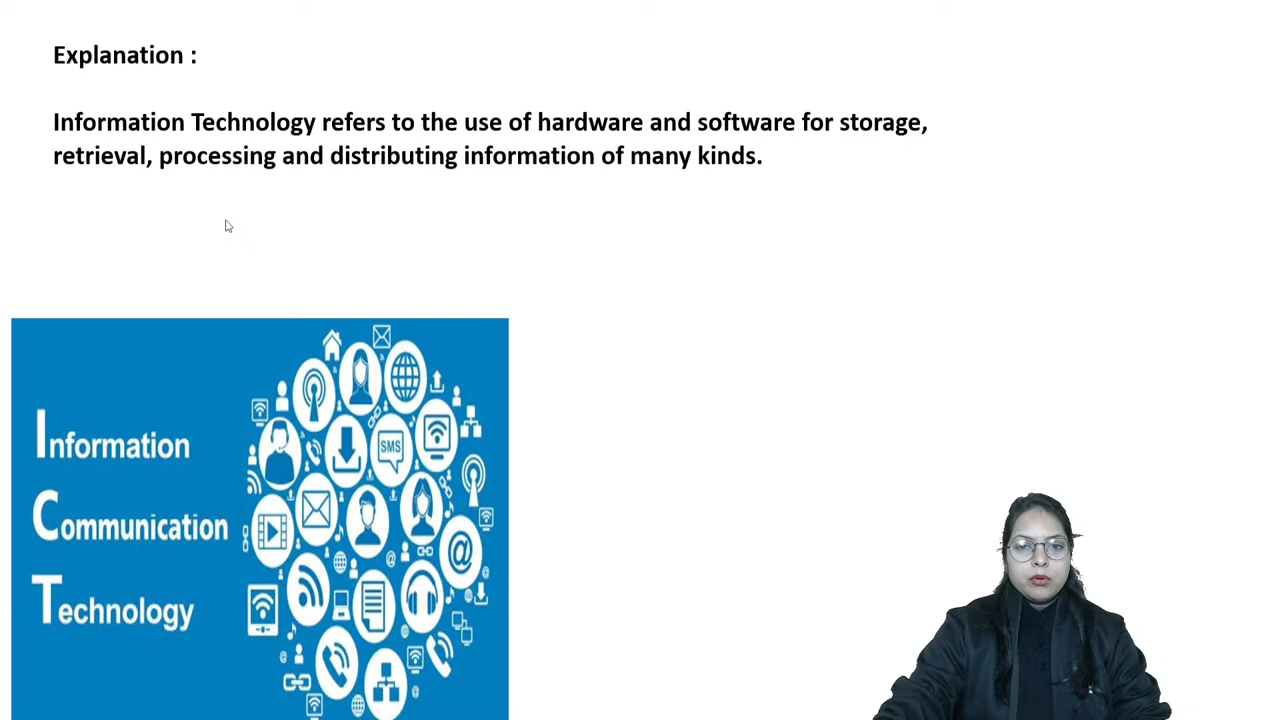 Explanation :
Information Technology refers to the use of hardware and software for storage,
retrieval, processing and distributing information of many kinds.
Information
Communication
Technology
SMS
@
@
@
@
@
@